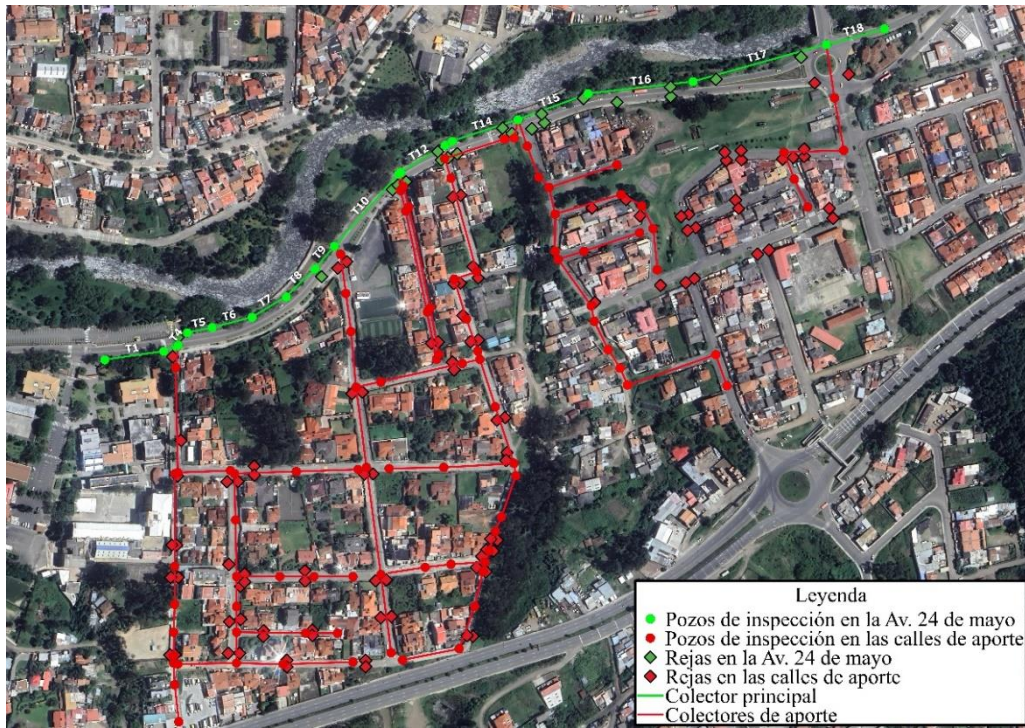 T18
T17
T16
T15
T14
T12
T10
T9
T8
T7
T6
T5
T4
T1
Leyenda
Pozos de inspección en la Av. 24 de mayo
Pozos de inspección en las calles de aporte
Rejas en la Av. 24 de mayo
Rejas en las calles de aporte
Colector principal
Colectores de aporte